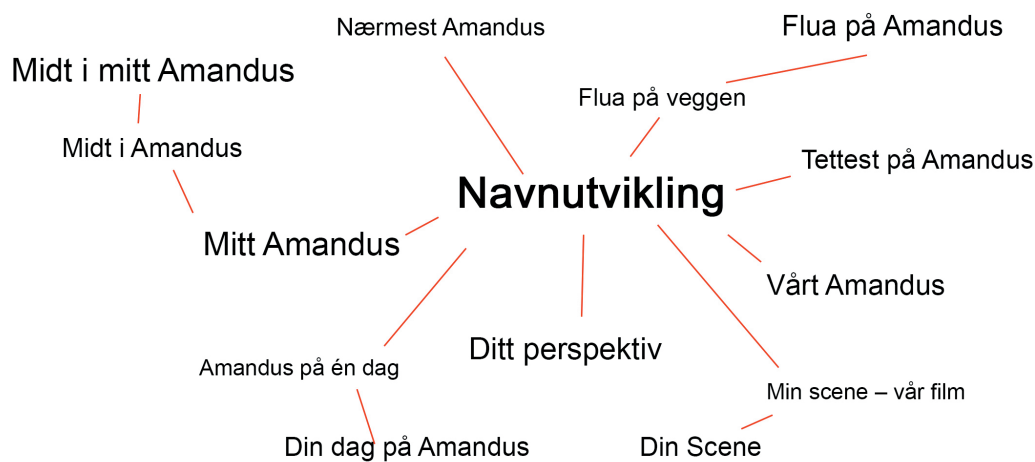 Nærmest Amandus
Flua på Amandus
Midt i mitt Amandus
Flua på veggen
Midt i Amandus
Tettest på Amandus
Navnutvikling
Mitt Amandus
Vårt Amandus
Ditt perspektiv
Amandus på én dag
Min scene – vår film
Din dag på Amandus
Din Scene